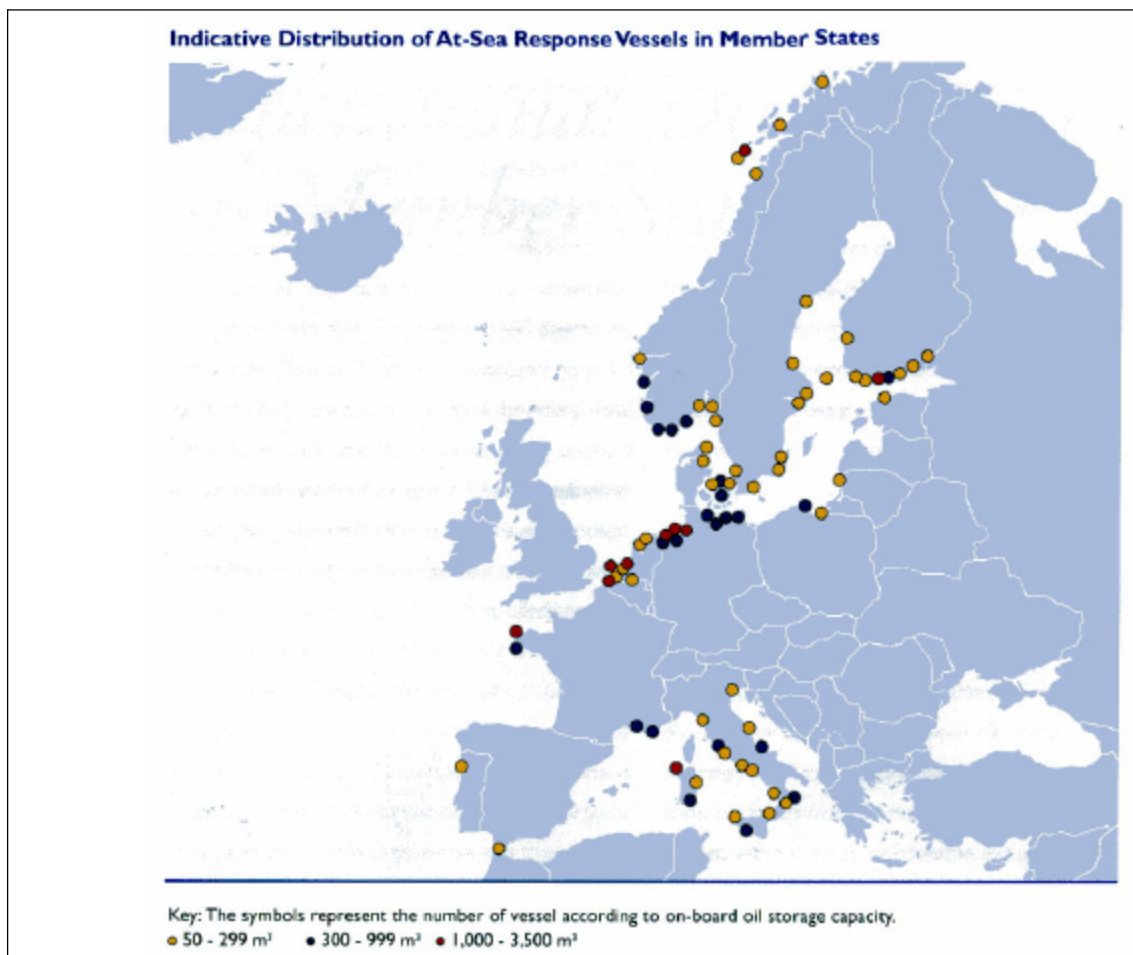 Indicative Distribution of At-Sea Response Vessels in Member States
Key: The symbols represent the number of vessel according to on-board oil storage capacity.
50 - 299 m³ 300 - 999 m³ 1,000 - 3,500 m³